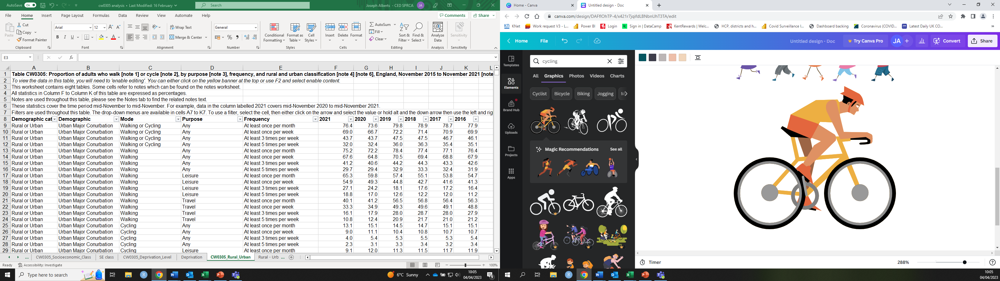 AutoSave On
cw0305 analysis • Last Modified: 16 February
Search
Joseph Alberts - CED SPRCA JA
File Home Insert Page Layout Formulas Data Review View Automate Help
Comments Share
Paste
Cut
Copy
Format Painter
Clipboard
Arial 12
B I U
Font
Wrap Text
Merge & Center
Alignment
General
Number
Conditional Formatting
Format as Table
Cell Styles
Styles
Insert Delete Format
Cells
AutoSum
Fill
Clear
Sort & Filter
Find & Select
Editing
Analyze Data
Analysis
Sensitivity
Sensitivity
E3
A B C D E F G H I J K L
1 Table CW0305: Proportion of adults who walk [note 1] or cycle [note 2], by purpose [note 3], frequency, and rural and urban classification [note 4] [note 6], England, November 2015 to November 2021 [note
2 To view the data in this table, you will need to 'enable editing'. You can either click on the yellow banner at the top or use F2 and select enable content.
3 This worksheet contains eight tables. Some cells refer to notes which can be found on the notes worksheet.
4 All statistics in Column F to Column K of this table are expressed as percentages.
5 Notes are used throughout this table, please see the Notes tab to find the related notes text.
6 These statistics cover the time period mid-November to mid-November. For example, data in the column labelled 2021 covers mid-November 2020 to mid-November 2021.
7 Filters are used throughout this table. The drop-down menus are available in cells A7 to K7. To use a filter, select the cell, then either click on the arrow and select the value or hold alt and the down arrow then use the left and rig
8 Demographic cat Demographic Mode Purpose Frequency 2021 2020 2019 2018 2017 2016
9 Rural or Urban Urban Major Conurbation Walking or Cycling Any At least once per month 76.4 73.6 79.8 78.9 78.7 77.9
10 Rural or Urban Urban Major Conurbation Walking or Cycling Any At least once per week 69.0 66.7 72.2 71.4 70.9 69.9
11 Rural or Urban Urban Major Conurbation Walking or Cycling Any At least 3 times per week 43.7 43.7 47.5 47.5 46.7 46.1
12 Rural or Urban Urban Major Conurbation Walking or Cycling Any At least 5 times per week 32.0 32.4 36.0 36.3 35.4 35.1
13 Rural or Urban Urban Major Conurbation Walking Any At least once per month 75.2 72.2 78.4 77.4 77.1 76.4
14 Rural or Urban Urban Major Conurbation Walking Any At least once per week 67.6 64.8 70.5 69.4 68.8 67.9
15 Rural or Urban Urban Major Conurbation Walking Any At least 3 times per week 41.2 40.6 44.2 44.3 43.3 42.6
16 Rural or Urban Urban Major Conurbation Walking Any At least 5 times per week 29.7 29.4 32.9 33.3 32.4 31.9
17 Rural or Urban Urban Major Conurbation Walking Leisure At least once per month 65.3 59.8 57.4 55.1 53.8 54.7
18 Rural or Urban Urban Major Conurbation Walking Leisure At least once per week 54.9 49.3 44.8 42.7 41.6 41.3
19 Rural or Urban Urban Major Conurbation Walking Leisure At least 3 times per week 27.1 24.2 18.1 17.6 17.2 16.4
20 Rural or Urban Urban Major Conurbation Walking Leisure At least 5 times per week 18.8 17.0 12.6 12.2 12.0 11.2
21 Rural or Urban Urban Major Conurbation Walking Travel At least once per month 40.1 41.2 56.5 56.8 56.4 56.3
22 Rural or Urban Urban Major Conurbation Walking Travel At least once per week 33.3 34.9 49.3 49.6 49.1 48.8
23 Rural or Urban Urban Major Conurbation Walking Travel At least 3 times per week 16.1 17.9 28.0 28.7 28.0 27.9
24 Rural or Urban Urban Major Conurbation Walking Travel At least 5 times per week 10.8 12.4 20.9 21.7 21.0 21.2
25 Rural or Urban Urban Major Conurbation Cycling Any At least once per month 13.1 15.1 14.5 14.7 15.1 15.1
26 Rural or Urban Urban Major Conurbation Cycling Any At least once per week 9.0 11.1 10.4 10.8 10.7 10.7
27 Rural or Urban Urban Major Conurbation Cycling Any At least 3 times per week 4.0 5.4 5.3 5.5 5.3 5.4
28 Rural or Urban Urban Major Conurbation Cycling Any At least 5 times per week 2.3 3.1 3.3 3.4 3.2 3.4
29 Rural or Urban Urban Major Conurbation Cycling Leisure At least once per month 9.1 12.0 11.3 11.5 11.7 11.9
... CW0305_Socioeconomic_Class SE class CW0305_Deprivation_Level Deprivation CW0305_Rural_Urban Rural - Urb ...
Ready Accessibility: Investigate 100%
Type here to search
6°C Sunny
10:05
04/04/2023
Home - Canva
Untitled design - Doc
canva.com/design/DAFflOhTP-4/x421r7jqifdLBNbnUhT3TA/edit
KNet Work request V3 - L... Power BI Login Sign in | DataCamp KentRewards | Welc... HCP, districts and h... Covid Surveillance I... Dashboard backing Coronavirus (COVID... Latest Daily UK CO...
Home File
Untitled design - Doc Try Canva Pro JA + Convert Share
Templates
Elements
Brand Hub
Uploads
Projects
Apps
cycling
All Graphics Photos Videos Charts
Cyclist Bicycle Biking Jogging M
Magic Recommendations See all
Timer
288%
10:05
04/04/2023